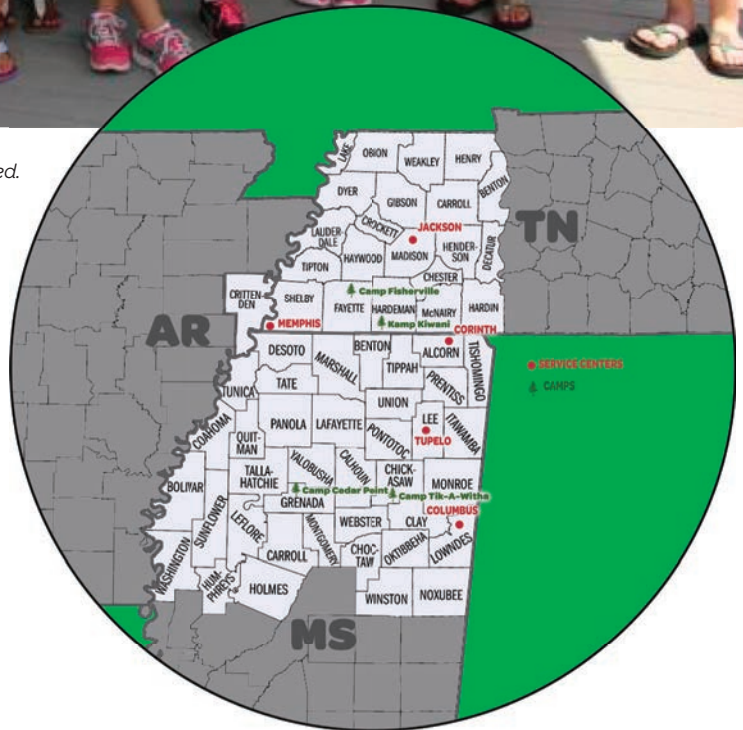 ed.
LAKE
OBION
WEAKLEY
HENRY
BENTON
DYER
GIBSON
CARROLL
CROCKETT
JACKSON
TN
LAUDER-
DALE
HAYWOOD
MADISON
HENDER-
SON
DECATUR
TIPTON
CHESTER
CRITTEN-
DEN
SHELBY
Camp Fisherville
FAYETTE
HARDEMAN
McNAIRY
HARDIN
MEMPHIS
Kamp Kiwani
CORINTH
AR
DESOTO
MARSHALL
BENTON
TIPPAH
ALCORN
TISHOMINGO
SERVICE CENTERS
CAMPS
TUNICA
TATE
PRENTISS
UNION
COAHOMA
PANOLA
LAFAYETTE
PONTOTOC
LEE
TUPELO
ITAWAMBA
QUIT-
MAN
YALOBUSHA
CALHOUN
CHICK-
ASAW
MONROE
BOLIVAR
TALLA-
HATCHIE
Camp Cedar Point
Camp Tik-A-Witha
GRENADA
COLUMBUS
SUNFLOWER
LEFLORE
MONTGOMERY
WEBSTER
CLAY
WASHINGTON
CARROLL
CHOC-
TAW
OKTIBBEHA
LOWNDES
HUM-
PHREYS
HOLMES
WINSTON
NOXUBEE
MS